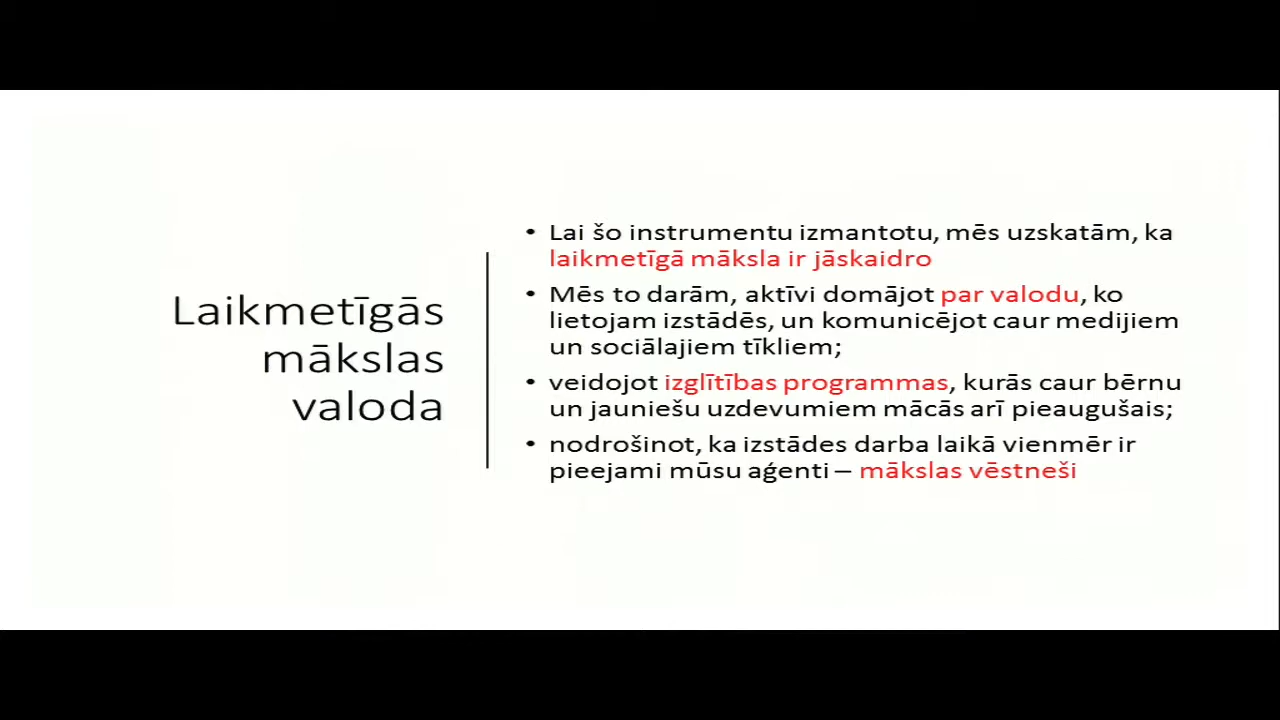 Laikmetīgās
mākslas
valoda
• Lai šo instrumentu izmantotu, mēs uzskatām, ka
laikmetīgā māksla ir jāskaidro
• Mēs to darām, aktīvi domājot par valodu, ko
lietojam izstādēs, un komunicējot caur medijiem
un sociālajiem tīkliem;
• veidojot izglītības programmas, kurās caur bērnu
un jauniešu uzdevumiem mācās arī pieaugušais;
• nodrošinot, ka izstādes darba laikā vienmēr ir
pieejami mūsu aģenti – mākslas vēstneši